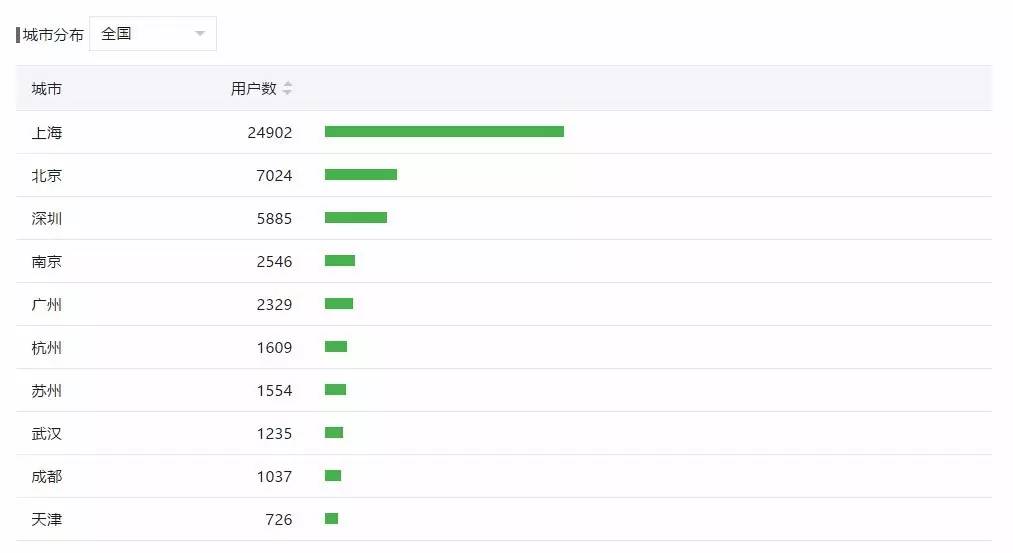 城市分布 全国
城市 用户数
上海 24902
北京 7024
深圳 5885
南京 2546
广州 2329
杭州 1609
苏州 1554
武汉 1235
成都 1037
天津 726